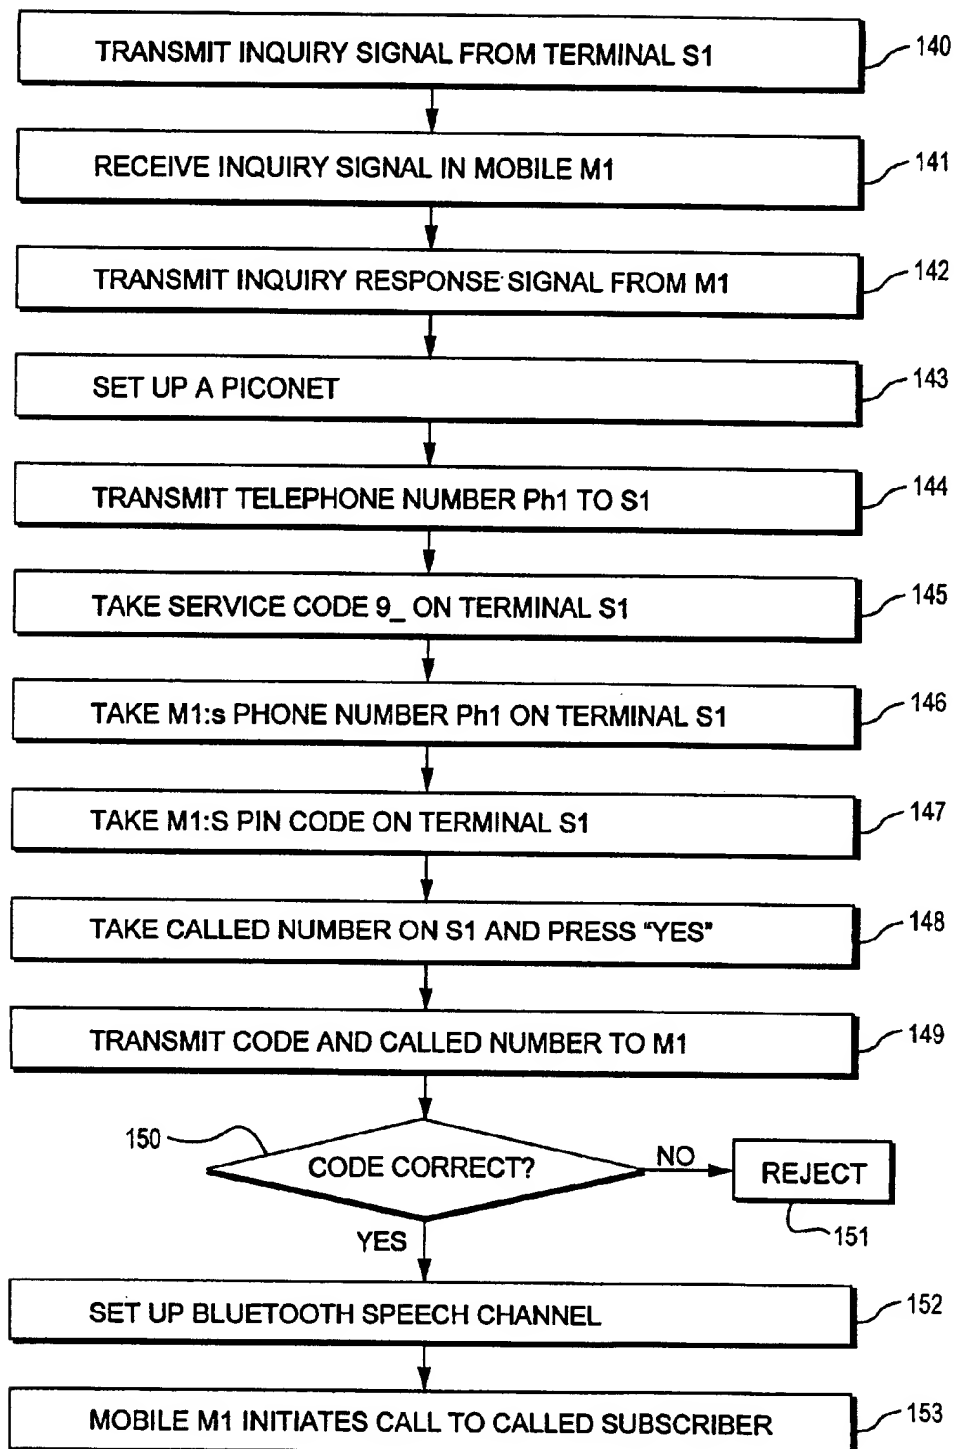 TRANSMIT INQUIRY SIGNAL FROM TERMINAL S1
140
RECEIVE INQUIRY SIGNAL IN MOBILE M1
141
TRANSMIT INQUIRY RESPONSE SIGNAL FROM M1
142
SET UP A PICONET
143
TRANSMIT TELEPHONE NUMBER Ph1 TO S1
144
TAKE SERVICE CODE 9_ ON TERMINAL S1
145
TAKE M1:s PHONE NUMBER Ph1 ON TERMINAL S1
146
TAKE M1:S PIN CODE ON TERMINAL S1
147
TAKE CALLED NUMBER ON S1 AND PRESS “YES”
148
TRANSMIT CODE AND CALLED NUMBER TO M1
149
150
CODE CORRECT?
NO
REJECT
151
YES
SET UP BLUETOOTH SPEECH CHANNEL
152
MOBILE M1 INITIATES CALL TO CALLED SUBSCRIBER
153